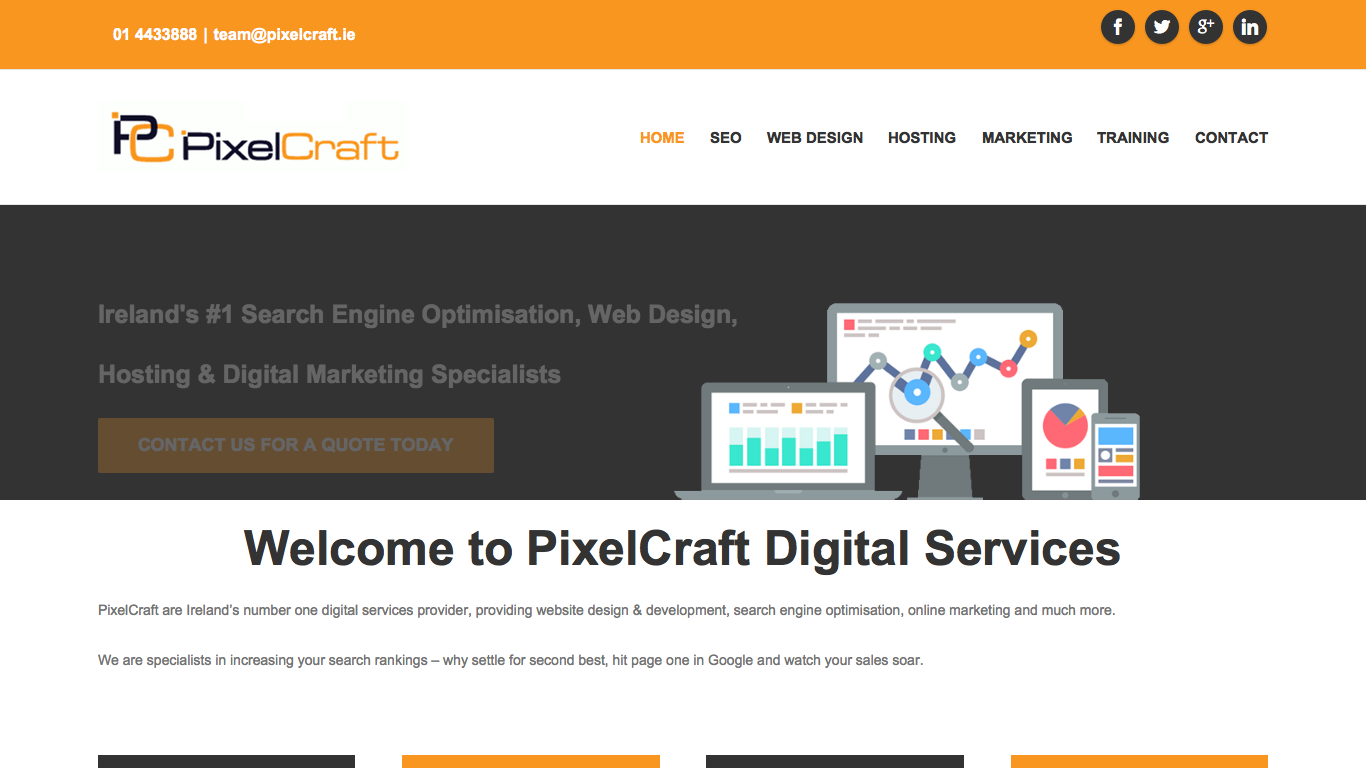 01 4433888 | team@pixelcraft.ie
PC PixelCraft
HOME SEO WEB DESIGN HOSTING MARKETING TRAINING CONTACT
Ireland's #1 Search Engine Optimisation, Web Design,
Hosting & Digital Marketing Specialists
CONTACT US FOR A QUOTE TODAY
Welcome to PixelCraft Digital Services
PixelCraft are Ireland’s number one digital services provider, providing website design & development, search engine optimisation, online marketing and much more.
We are specialists in increasing your search rankings – why settle for second best, hit page one in Google and watch your sales soar.